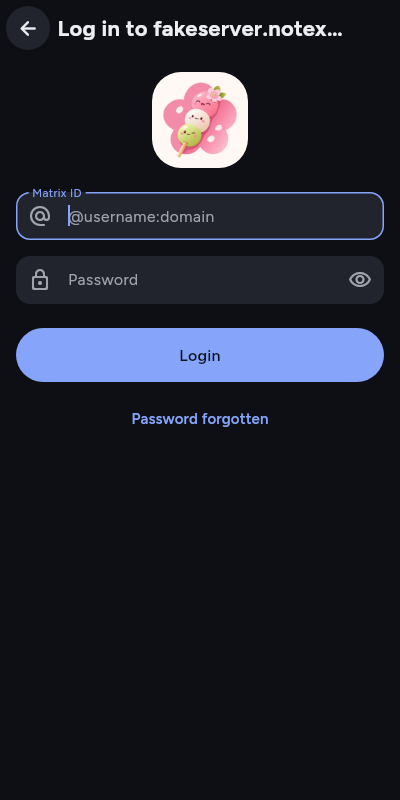 Log in to fakeserver.notex...
Matrix ID
@username:domain
Password
Login
Password forgotten